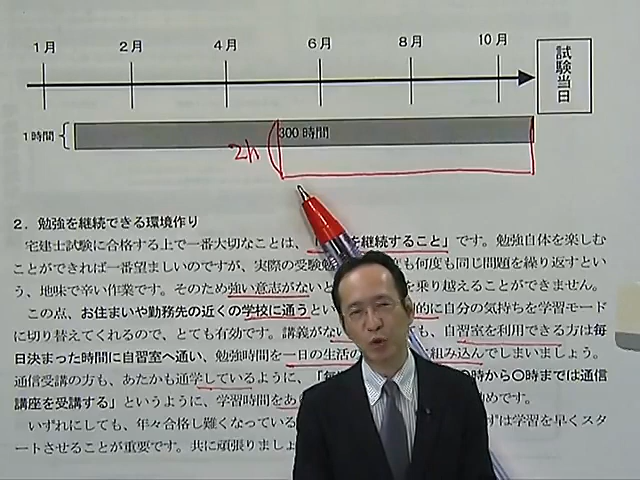 1月 2月 4月 6月 8月 10月
試験当日
1時間
300時間
2h
2．勉強を継続できる環境作り
宅建士試験に合格する上で一番大切なことは、「 を継続すること」です。勉強自体を楽しむ
ことができれば一番望ましいのですが、実際の受験勉 も何度も同じ問題を繰り返すとい
う、地味で辛い作業です。そのため強い意志がないと を乗り越えることができません。
この点、お住まいや勤務先の近くの学校に通うとい 的に自分の気持ちを学習モード
に切り替えてくれるので、とても有効です。講義がな も、自習室を利用できる方は毎
日決まった時間に自習室へ通い、勉強時間を一日の生活の 組み込んでしまいましょう。
通信受講の方も、あたかも通学しているように、「毎 時から〇時までは通信
講座を受講する」というように、学習時間をあ めです。
いずれにしても、年々合格し難くなっている ずは学習を早くスタ
ートさせることが重要です。共に頑張りましょ